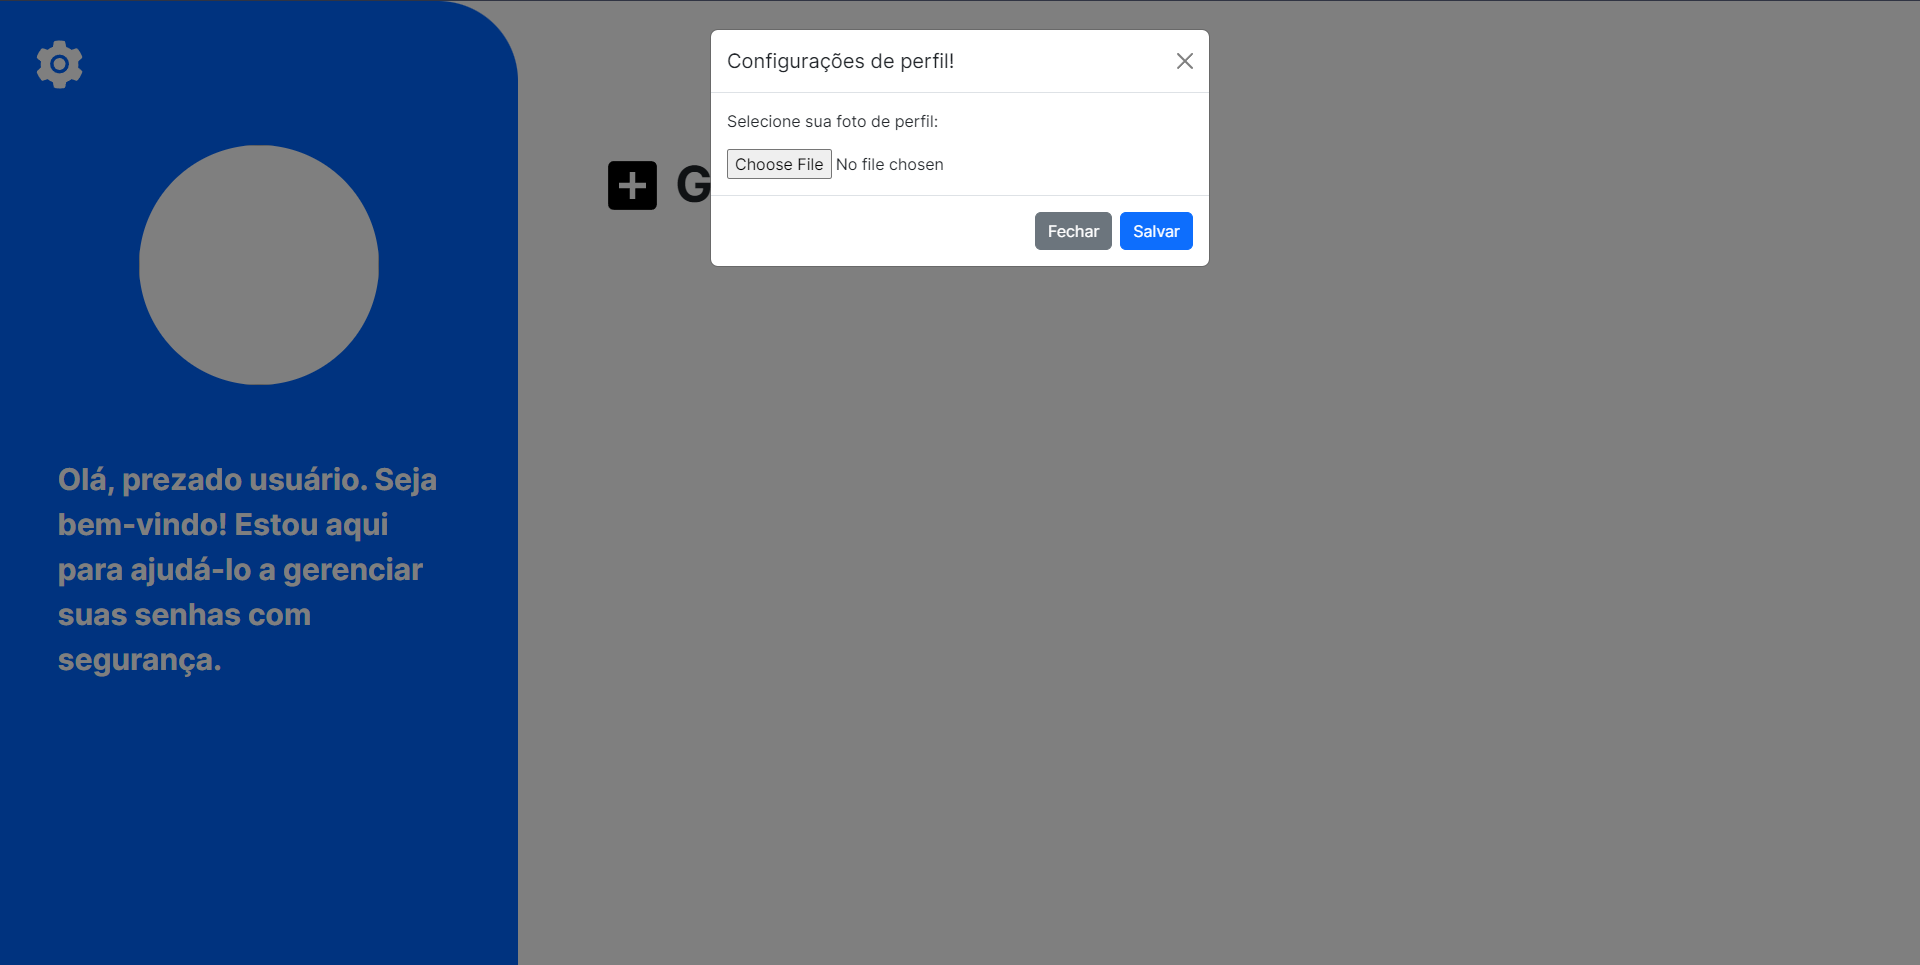 Configurações de perfil!
Selecione sua foto de perfil:
Choose File No file chosen
Fechar Salvar
G
Olá, prezado usuário. Seja
bem-vindo! Estou aqui
para ajudá-lo a gerenciar
suas senhas com
segurança.